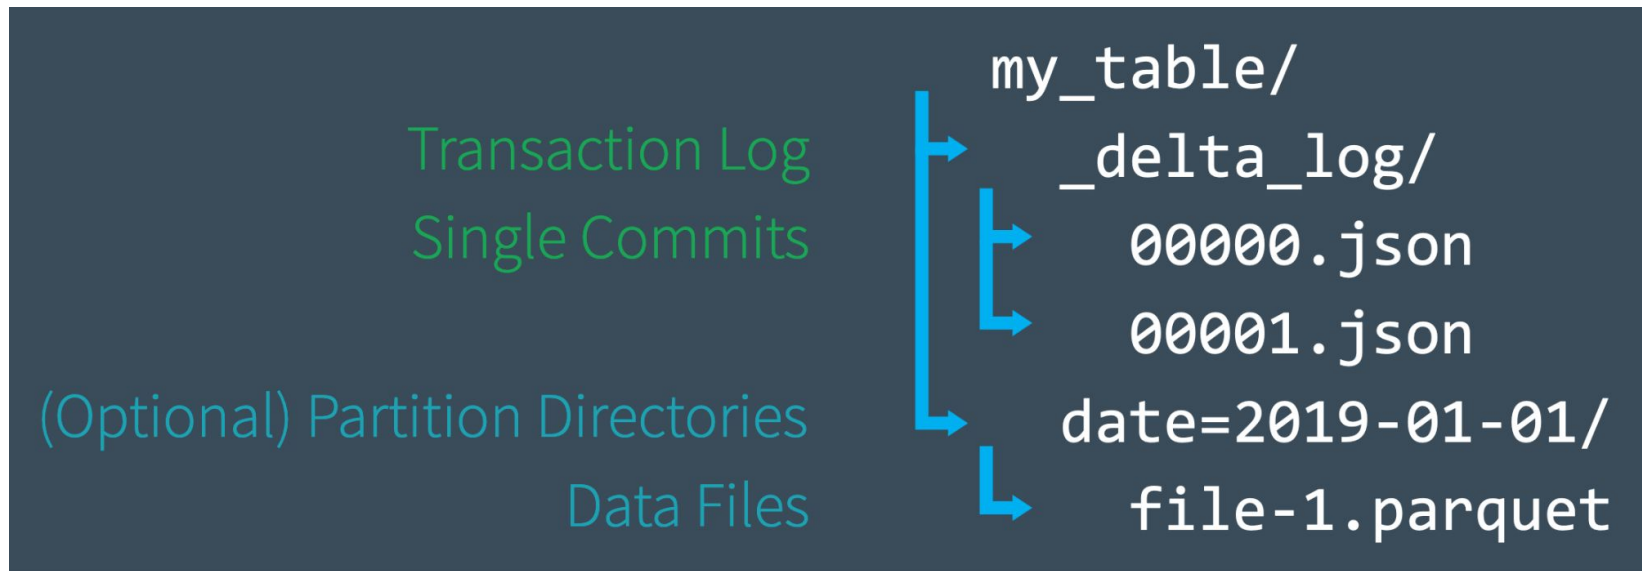 my_table/
Transaction Log _delta_log/
Single Commits 00000.json
00001.json
(Optional) Partition Directories date=2019-01-01/
Data Files file-1.parquet